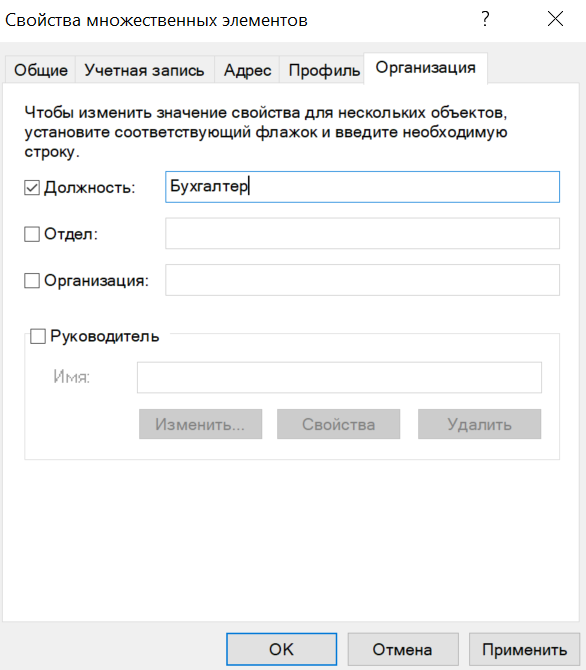 Свойства множественных элементов ?
Общие Учетная запись Адрес Профиль Организация
Чтобы изменить значение свойства для нескольких объектов,
установите соответствующий флажок и введите необходимую
строку.
Должность: Бухгалтер
Отдел:
Организация:
Руководитель
Имя:
Изменить... Свойства Удалить
OK Отмена Применить